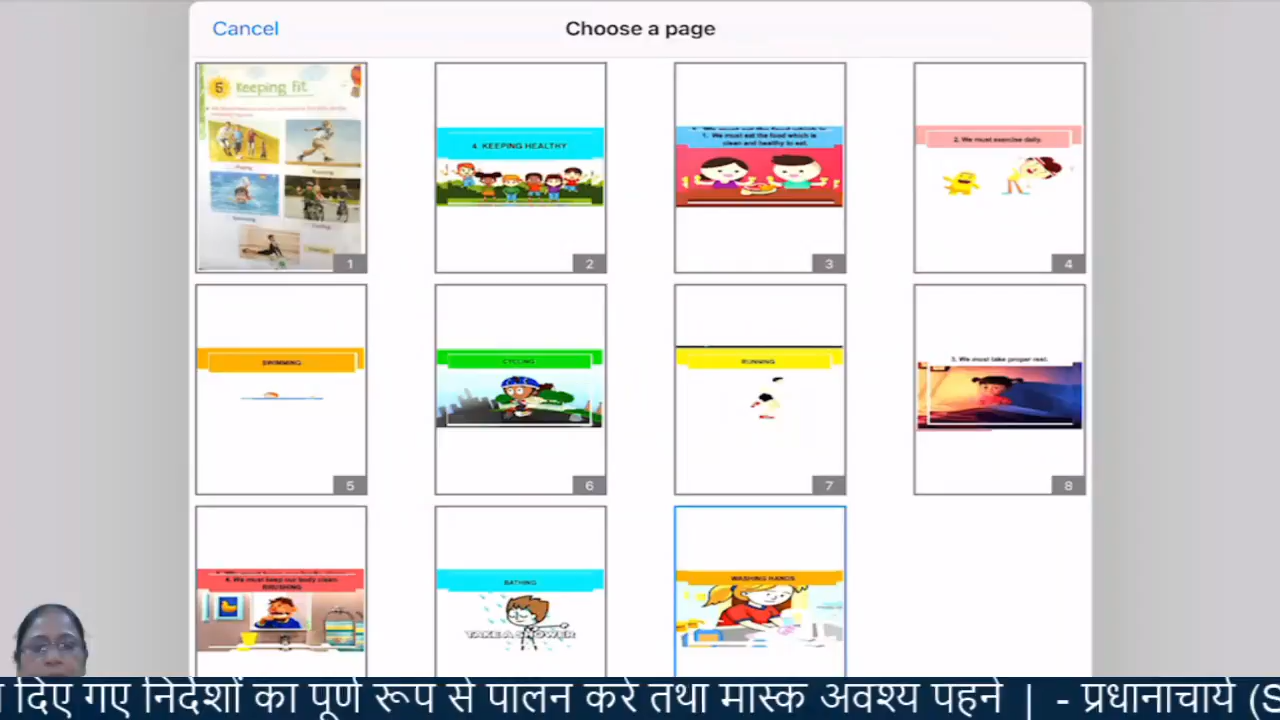 Cancel
Choose a page
5 Keeping fit
1
4. KEEPING HEALTHY
2
1. We must eat the food which is
clean and healthy to eat.
3
2. We must exercise daily.
4
SWIMMING
5
CYCLING
6
RUNNING
7
3. We must take proper rest.
8
4. We must keep our body clean.
BRUSHING
BATHING
TAKE A SHOWER
WASHING HANDS
दिए गए निर्देशों का पूर्ण रूप से पालन करें तथा मास्क अवश्य पहनें | - प्रधानाचार्य (S